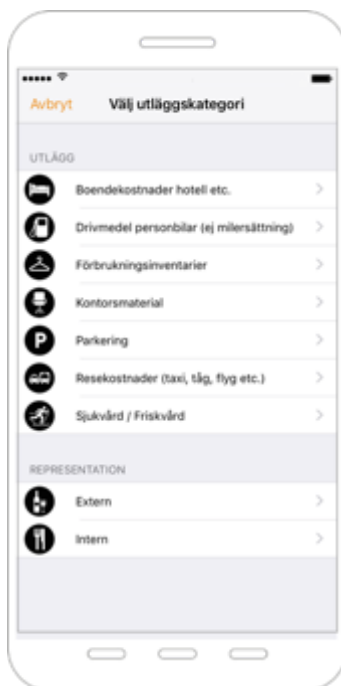 Avbryt Välj utläggskategori
UTLÄGG
Boendekostnader hotell etc.
Drivmedel personbilar (ej milersättning)
Förbrukningsinventarier
Kontorsmaterial
P Parkering
Resekostnader (taxi, tåg, flyg etc.)
Sjukvård / Friskvård
REPRESENTATION
Extern
Intern